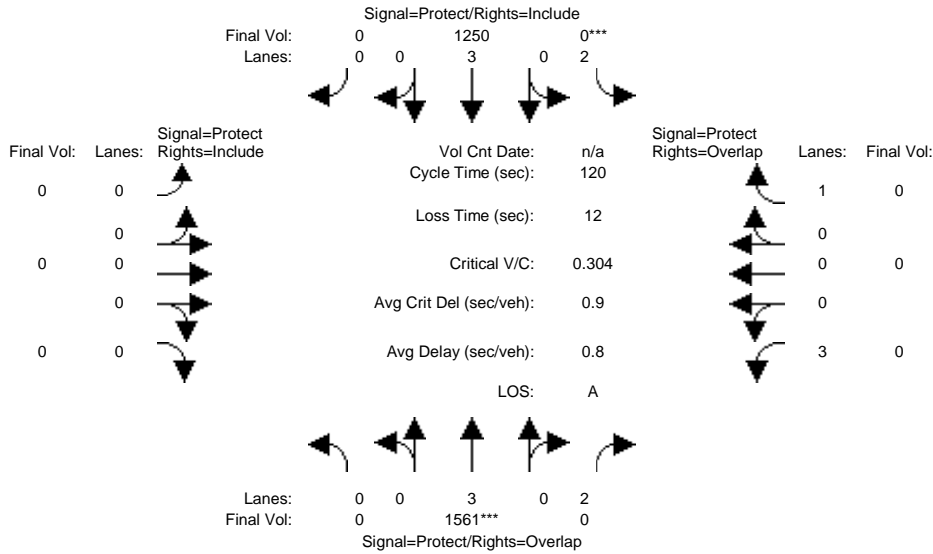 Signal=Protect/Rights=Include
Final Vol: 0 1250 0***
Lanes: 0 0 3 0 2
Signal=Protect
Final Vol: Lanes: Rights=Include
Vol Cnt Date: n/a
Signal=Protect
Rights=Overlap Lanes: Final Vol:
Cycle Time (sec): 120
0 0
1 0
Loss Time (sec): 12
0
0
0 0
Critical V/C: 0.304
0 0
0
Avg Crit Del (sec/veh): 0.9
0
0 0
Avg Delay (sec/veh): 0.8
3 0
LOS: A
Lanes: 0 0 3 0 2
Final Vol: 0 1561*** 0
Signal=Protect/Rights=Overlap